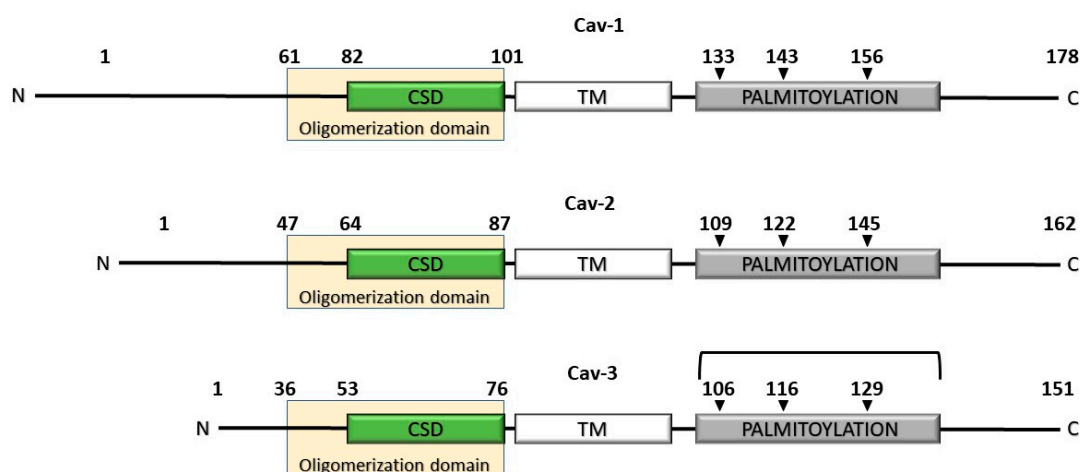 Cav-1
1 61 82 101 133 143 156 178
N CSD TM PALMITOYLATION C
Oligomerization domain
Cav-2
1 47 64 87 109 122 145 162
N CSD TM PALMITOYLATION C
Oligomerization domain
Cav-3
1 36 53 76 106 116 129 151
N CSD TM PALMITOYLATION C
Oligomerization domain